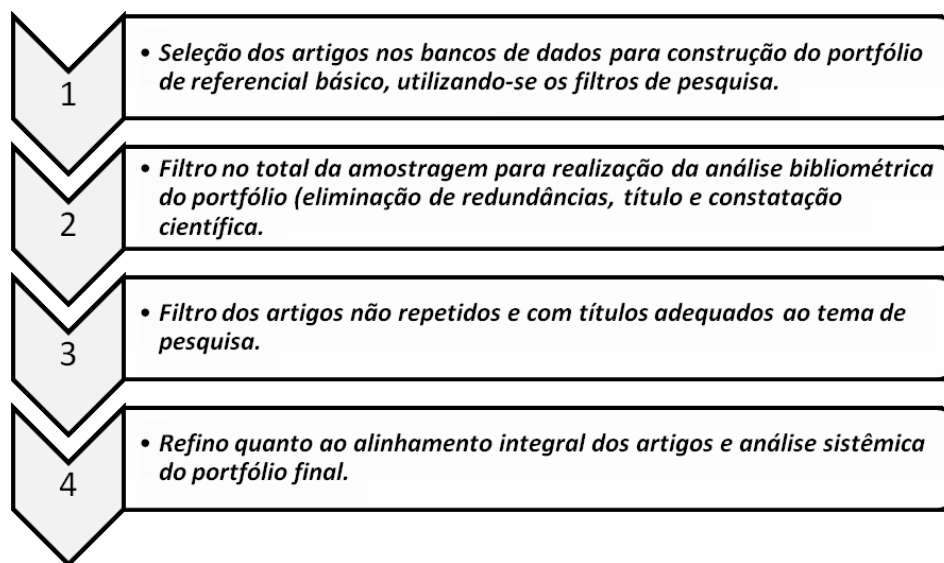 1
• Seleção dos artigos nos bancos de dados para construção do portfólio
de referencial básico, utilizando-se os filtros de pesquisa.
2
• Filtro no total da amostragem para realização da análise bibliométrica
do portfólio (eliminação de redundâncias, título e constatação
científica.
3
• Filtro dos artigos não repetidos e com títulos adequados ao tema de
pesquisa.
4
• Refino quanto ao alinhamento integral dos artigos e análise sistêmica
do portfólio final.